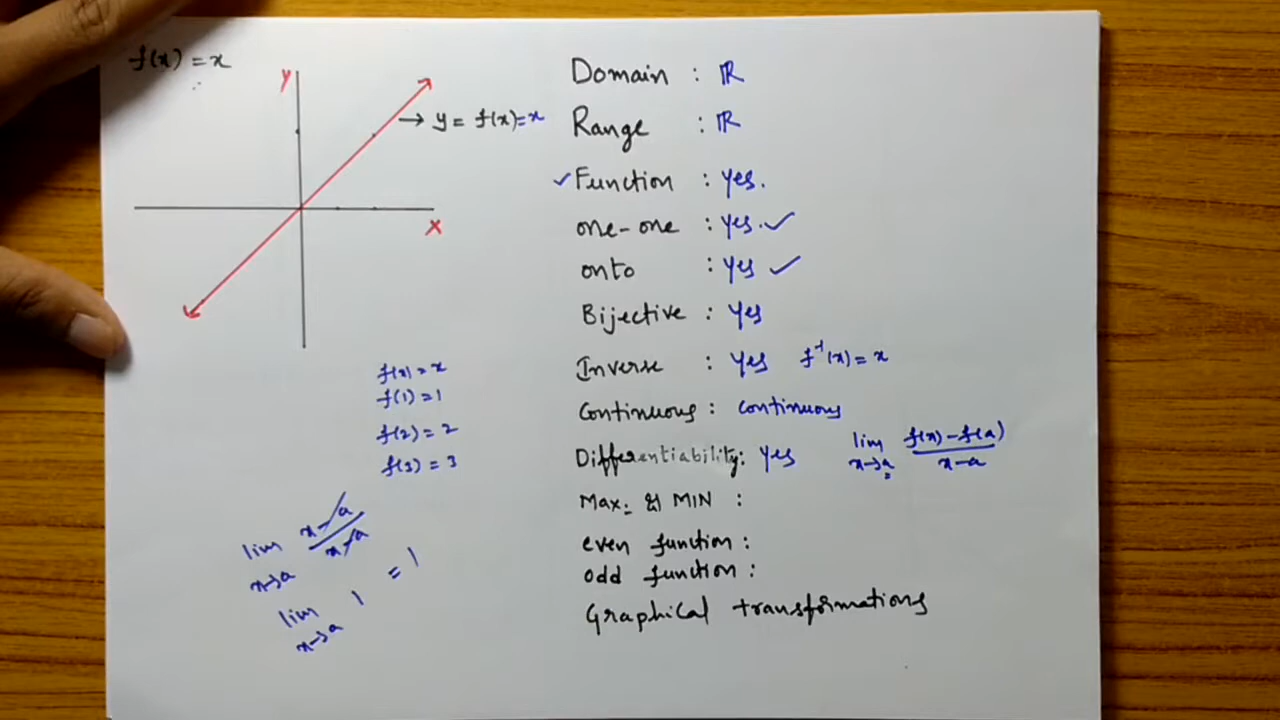 f(x) = x
y
→ y = f(x)=x
x
f(x) = x
f(1) = 1
f(2) = 2
f(3) = 3
lim x→a x-a / x-a
lim x→a 1 = 1
Domain : ℝ
Range : ℝ
✓Function : yes.
one-one : yes.✓
onto : yes ✓
Bijective : yes
Inverse : yes f⁻¹(x) = x
Continuous : continuous
Differentiability: yes lim x→a f(x)-f(a) / x-a
Max. & MIN :
even function :
odd function :
Graphical transformations